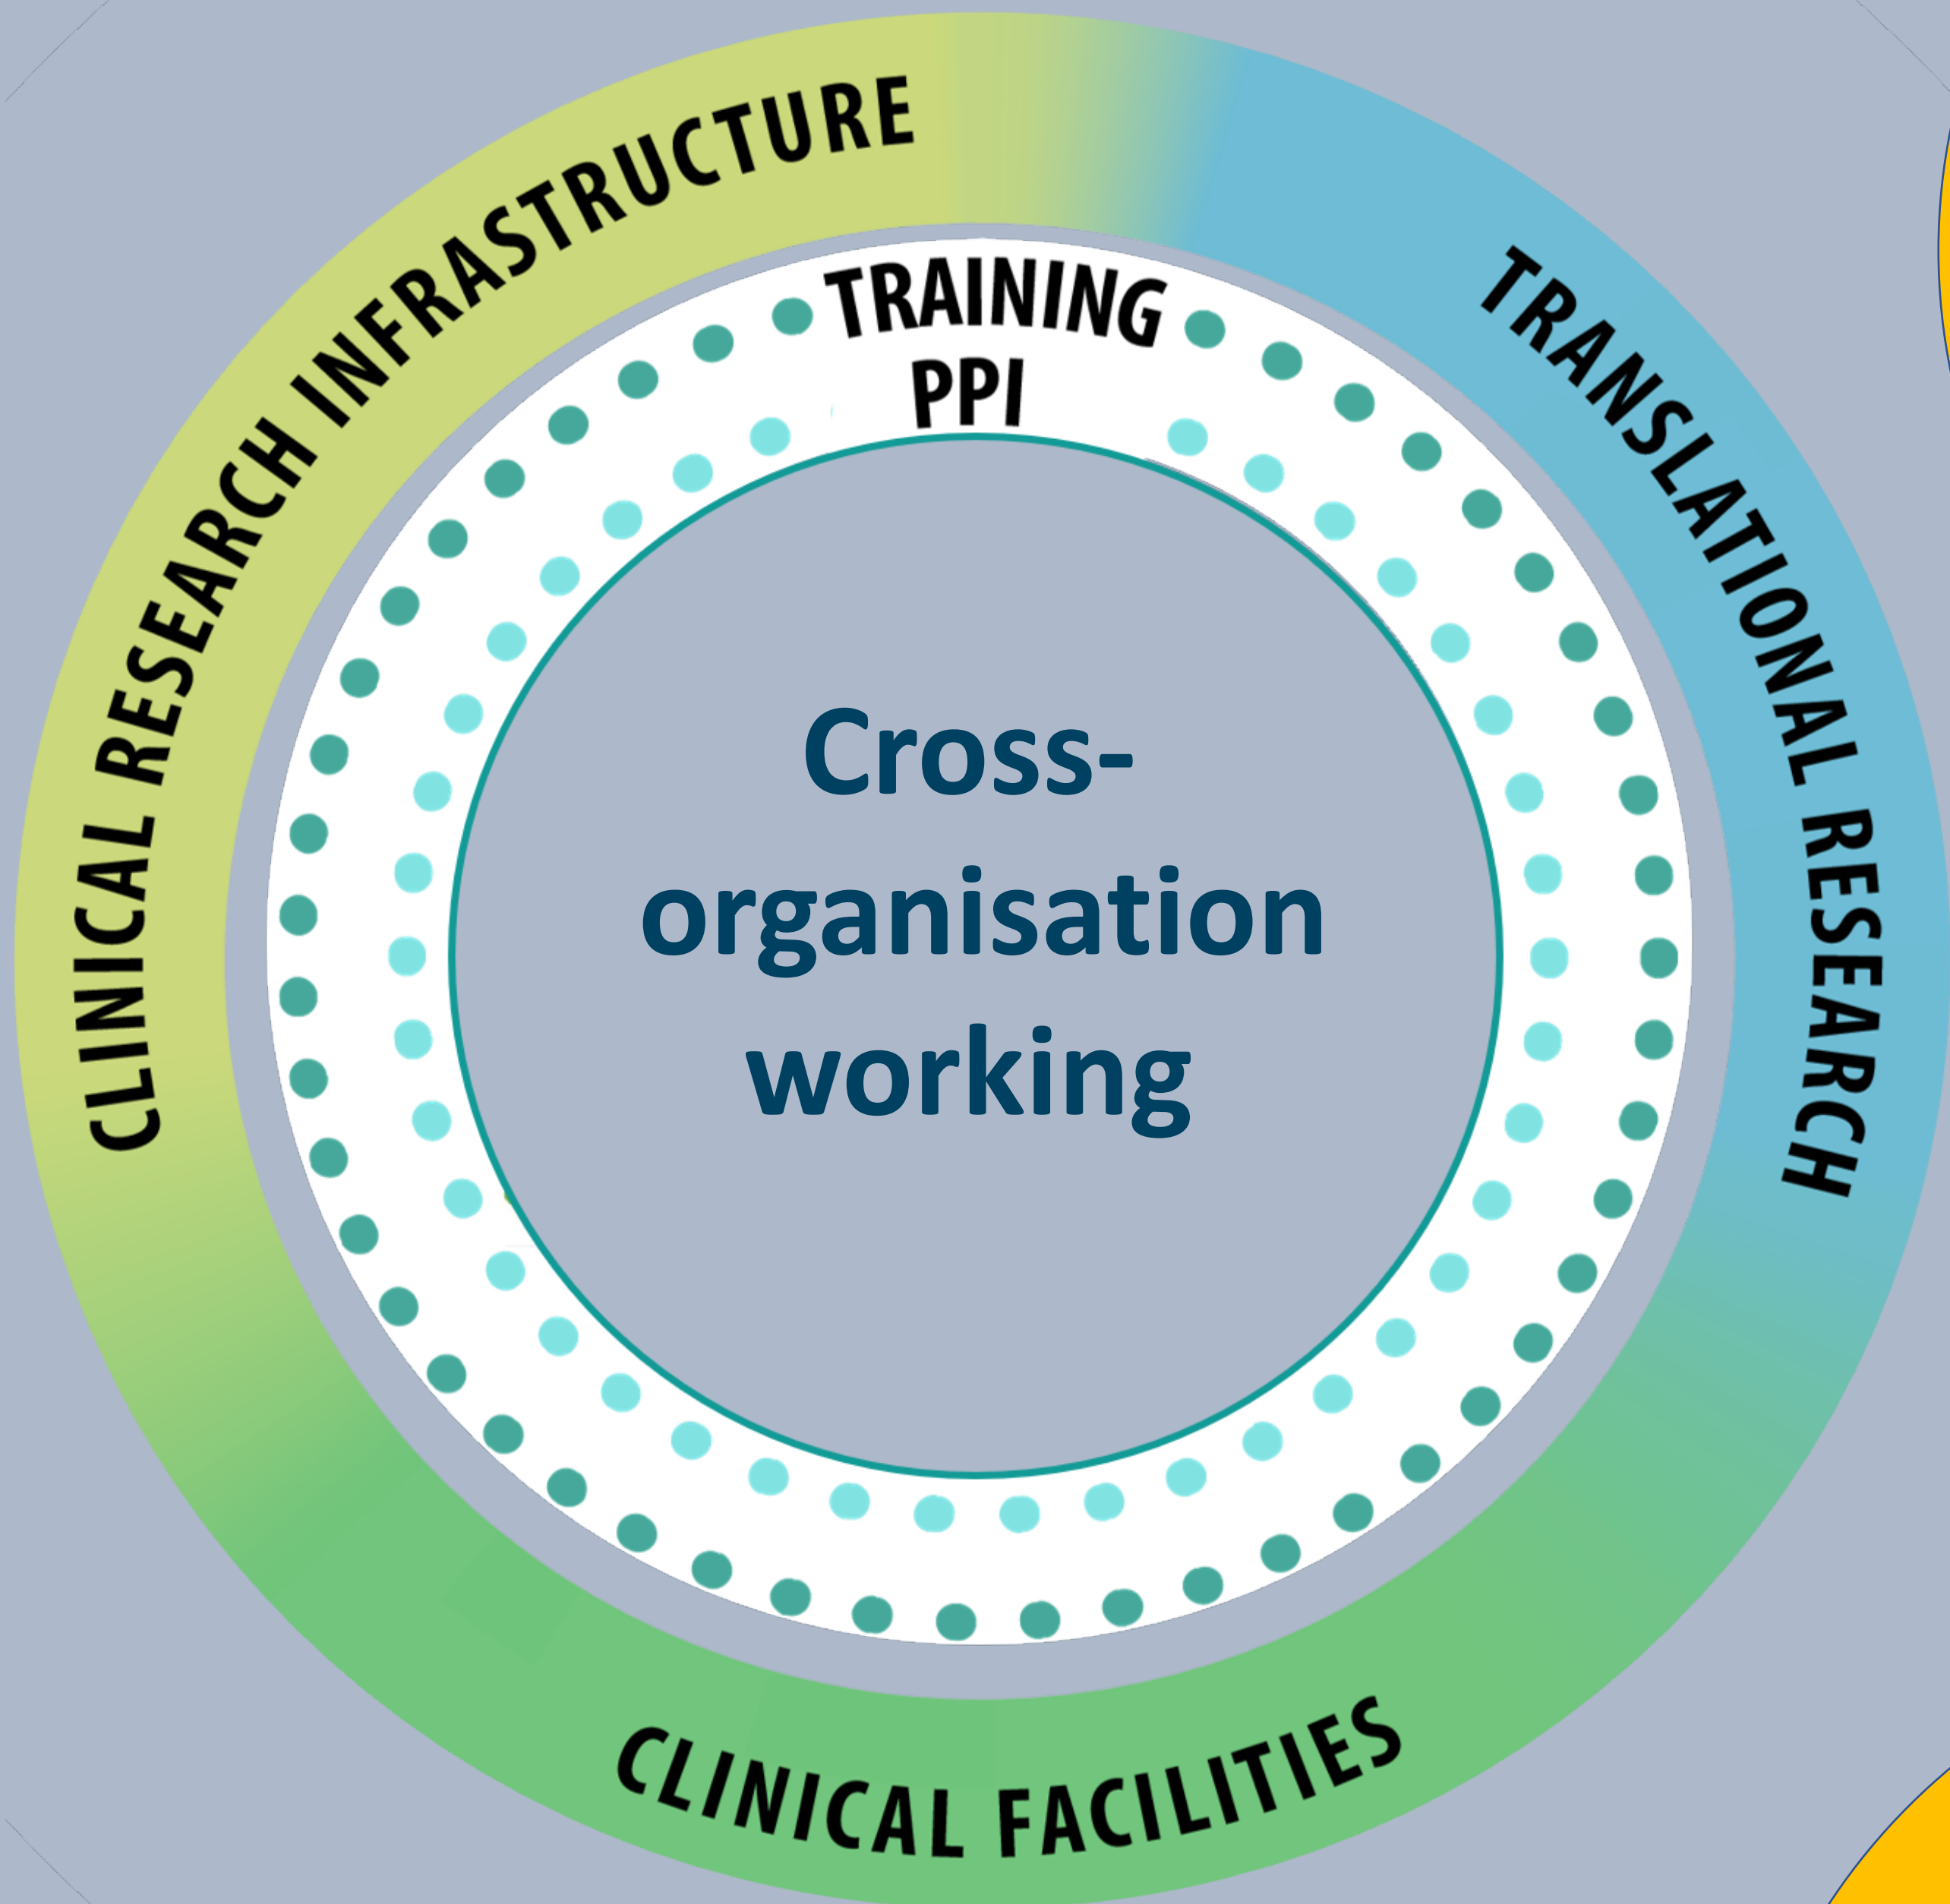 CLINICAL RESEARCH INFRASTRUCTURE
TRANSLATIONAL RESEARCH
TRAINING
PPI
Cross-
organisation
working
CLINICAL FACILITIES